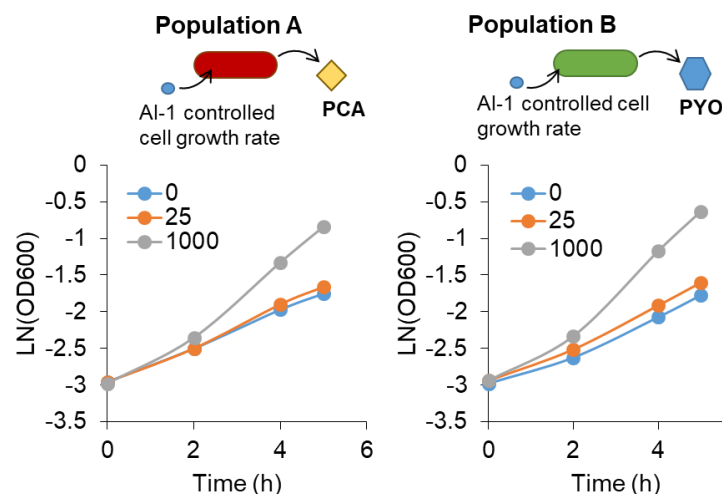 Population A
AI-1 controlled
cell growth rate
PCA
0
-0.5
-1
-1.5
-2
-2.5
-3
-3.5
LN(OD600)
0
25
1000
0
2
4
6
Time (h)
Population B
AI-1 controlled cell
growth rate
PYO
0
-0.5
-1
-1.5
-2
-2.5
-3
-3.5
LN(OD600)
0
25
1000
0
2
4
Time (h)